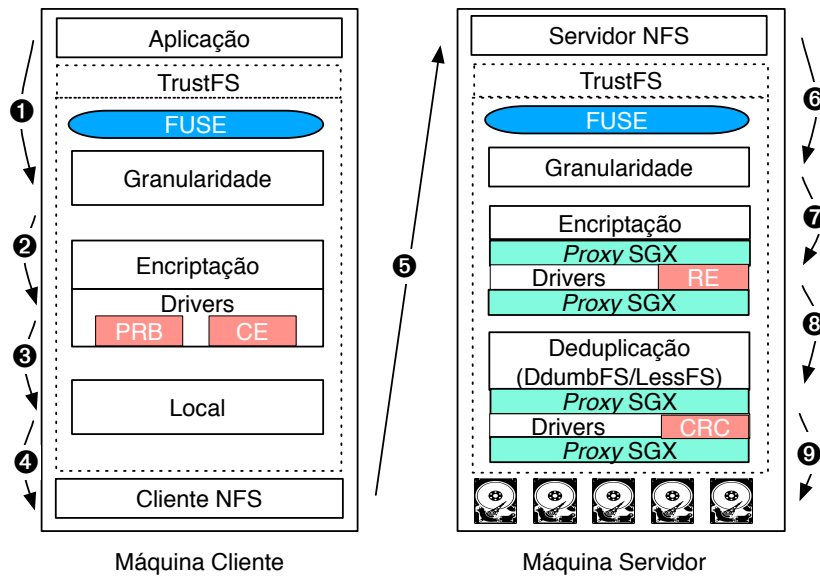 Aplicação
TrustFS
FUSE
Granularidade
Encriptação
Drivers
PRB CE
Local
Cliente NFS
Máquina Cliente
❶
❷
❸
❹
❺
Servidor NFS
TrustFS
FUSE
Granularidade
Encriptação
Proxy SGX
Drivers RE
Proxy SGX
Deduplicação
(DdumbFS/LessFS)
Proxy SGX
Drivers CRC
Proxy SGX
Máquina Servidor
❻
❼
❽
❾